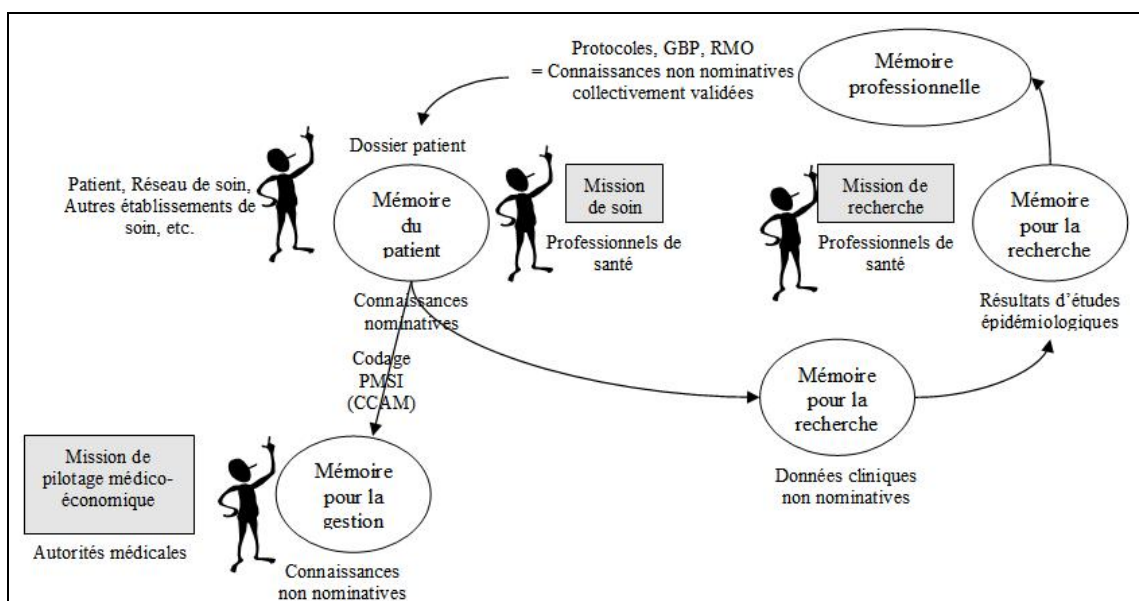 Protocoles, GBP, RMO
= Connaissances non nominatives
collectivement validées
Mémoire
professionnelle
Dossier patient
Patient, Réseau de soin,
Autres établissements de
soin, etc.
Mémoire
du
patient
Mission
de soin
Professionnels de
santé
Mission de
recherche
Professionnels de
santé
Mémoire
pour la
recherche
Résultats d'études
épidémiologiques
Connaissances
nominatives
Codage
PMSI
(CCAM)
Mémoire
pour la
recherche
Données cliniques
non nominatives
Mission de
pilotage médico-
économique
Autorités médicales
Mémoire
pour la
gestion
Connaissances
non nominatives